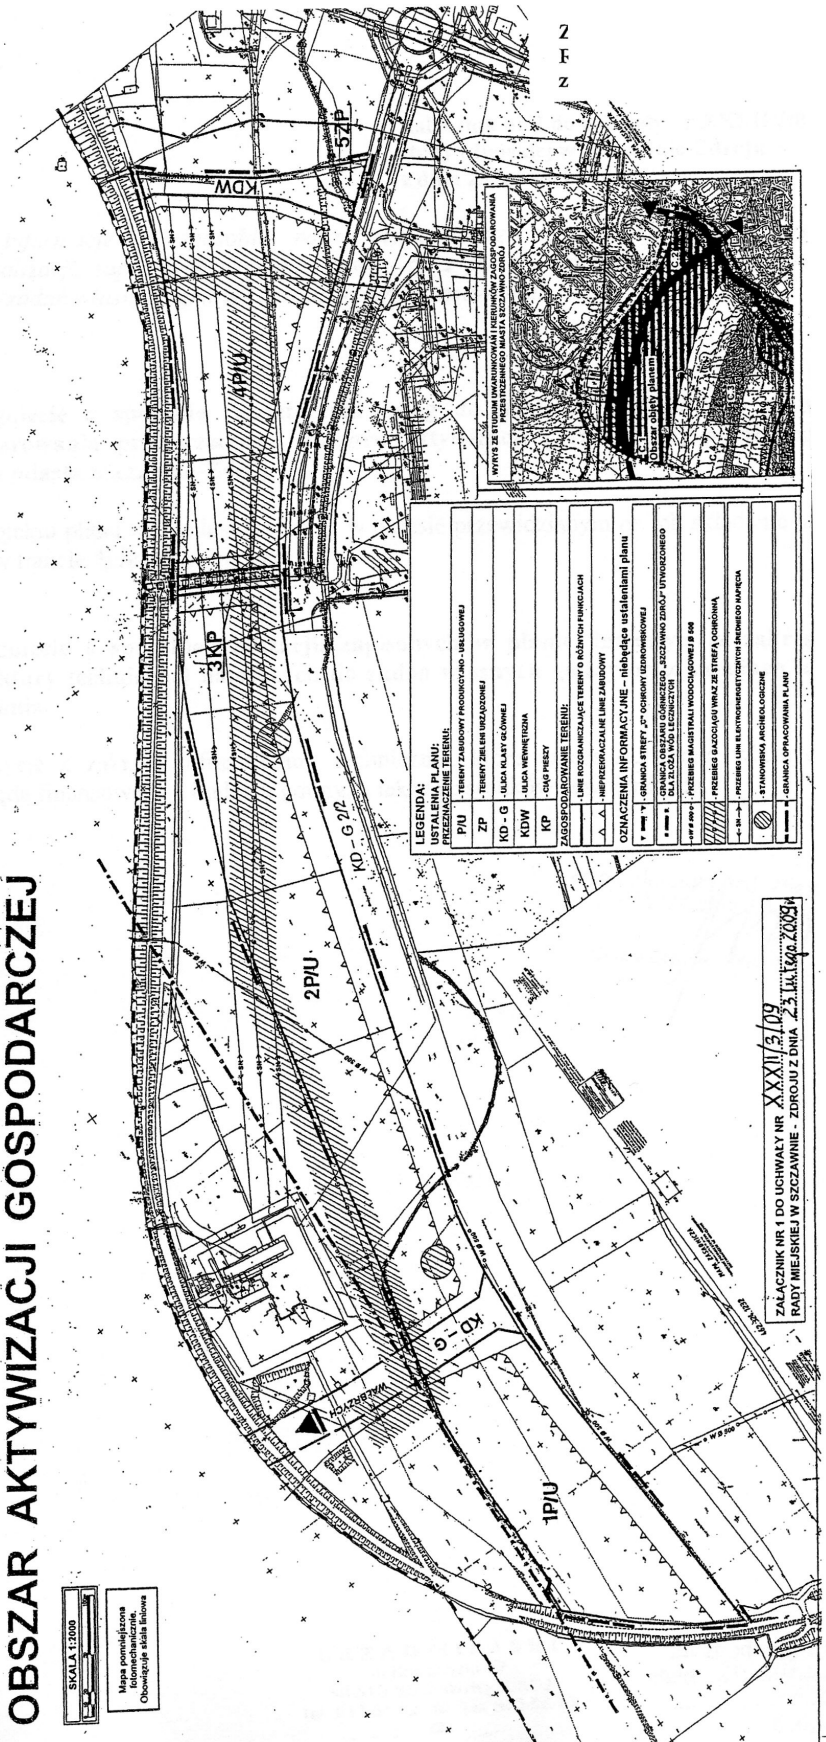 OBSZAR AKTYWIZACJI GOSPODARCZEJ
SKALA 1:2000
Mapa pomniejszona
fotomechanicznie.
Obowiązuje skala liniowa
1P/U
KD - G
WAŁBRZYCH
2P/U
KD - G 2/2
3KP
4P/U
KDW
5ZP
W Ø 500
W Ø 500
W Ø 500
W Ø 500
LEGENDA:
USTALENIA PLANU:
PRZEZNACZENIE TERENU:
P/U - TERENY ZABUDOWY PRODUKCYJNO - USŁUGOWEJ
ZP - TERENY ZIELENI URZĄDZONEJ
KD - G - ULICA KLASY GŁÓWNEJ
KDW - ULICA WEWNĘTRZNA
KP - CIĄG PIESZY
ZAGOSPODAROWANIE TERENU:
- LINIE ROZGRANICZAJĄCE TERENY O RÓŻNYCH FUNKCJACH
- NIEPRZEKRACZALNE LINIE ZABUDOWY
OZNACZENIA INFORMACYJNE – niebędące ustaleniami planu
- GRANICA STREFY „C” OCHRONY UZDROWISKOWEJ
- GRANICA OBSZARU GÓRNICZEGO „SZCZAWNO ZDRÓJ” UTWORZONEGO
DLA ZŁOŻA WÓD LECZNICZYCH
- PRZEBIEG MAGISTRALI WODOCIĄGOWEJ Ø 500
- PRZEBIEG GAZOCIĄGU WRAZ ZE STREFĄ OCHRONNĄ
- PRZEBIEG LINII ELEKTROENERGETYCZNYCH ŚREDNIEGO NAPIĘCIA
- STANOWISKA ARCHEOLOGICZNE
- GRANICA OPRACOWANIA PLANU
WYRYS ZE STUDIUM UWARUNKOWAŃ I KIERUNKÓW ZAGOSPODAROWANIA
PRZESTRZENNEGO MIASTA SZCZAWNO-ZDRÓJ
Obszar objęty planem
ZAŁĄCZNIK NR 1 DO UCHWAŁY NR XXXII/3/09
RADY MIEJSKIEJ W SZCZAWNIE - ZDROJU Z DNIA 23 lutego 2009r
Z
F
z